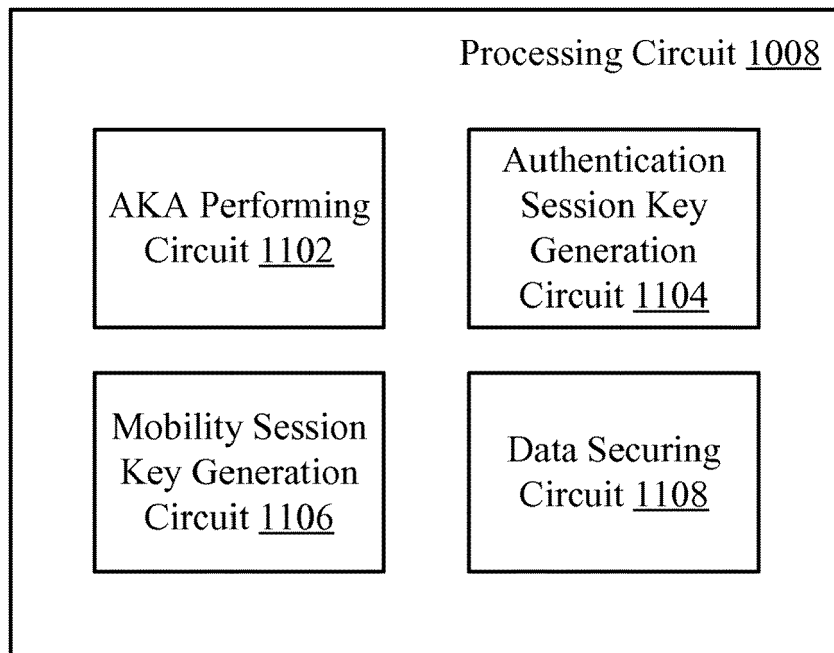 Processing Circuit 1008
AKA Performing
Circuit 1102
Authentication
Session Key
Generation
Circuit 1104
Mobility Session
Key Generation
Circuit 1106
Data Securing
Circuit 1108